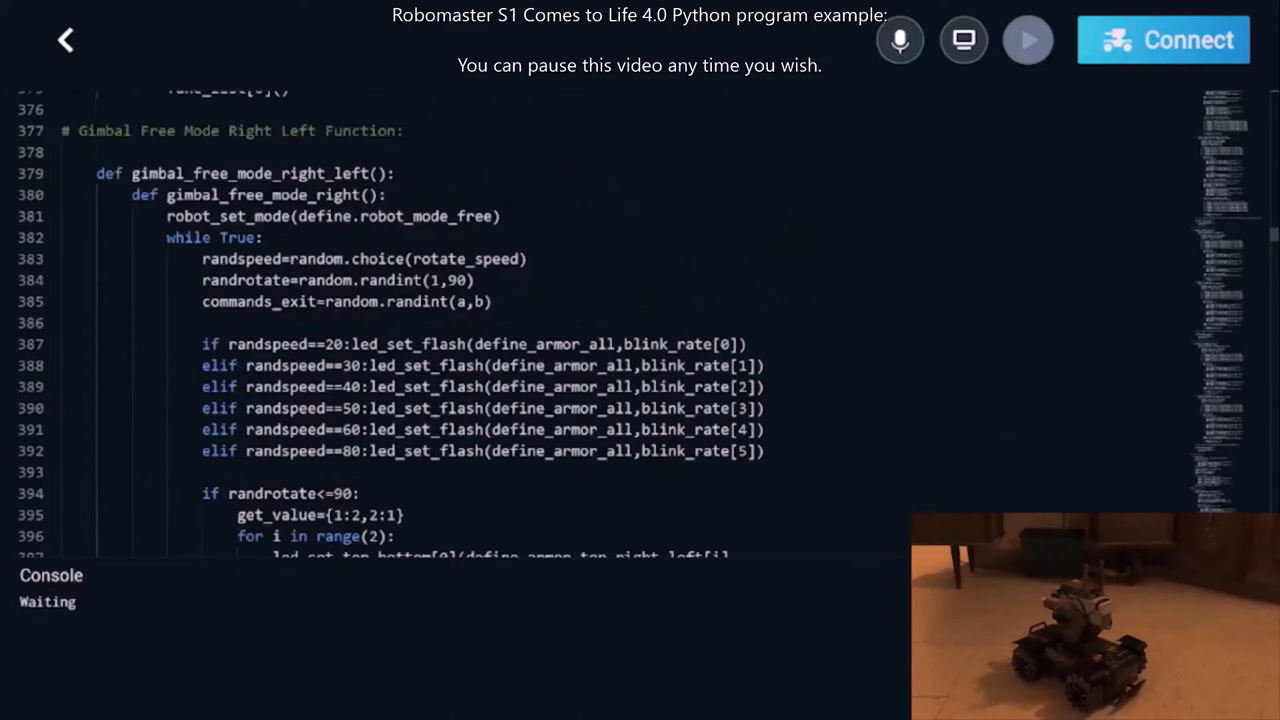 Robomaster S1 Comes to Life 4.0 Python program example:
You can pause this video any time you wish.
Connect
376
377 # Gimbal Free Mode Right Left Function:
378
379 def gimbal_free_mode_right_left():
380 def gimbal_free_mode_right():
381 robot_set_mode(define.robot_mode_free)
382 while True:
383 randspeed=random.choice(rotate_speed)
384 randrotate=random.randint(1,90)
385 commands_exit=random.randint(a,b)
386
387 if randspeed==20:led_set_flash(define_armor_all,blink_rate[0])
388 elif randspeed==30:led_set_flash(define_armor_all,blink_rate[1])
389 elif randspeed==40:led_set_flash(define_armor_all,blink_rate[2])
390 elif randspeed==50:led_set_flash(define_armor_all,blink_rate[3])
391 elif randspeed==60:led_set_flash(define_armor_all,blink_rate[4])
392 elif randspeed==80:led_set_flash(define_armor_all,blink_rate[5])
393
394 if randrotate<=90:
395 get_value={1:2,2:1}
396 for i in range(2):
Console
Waiting